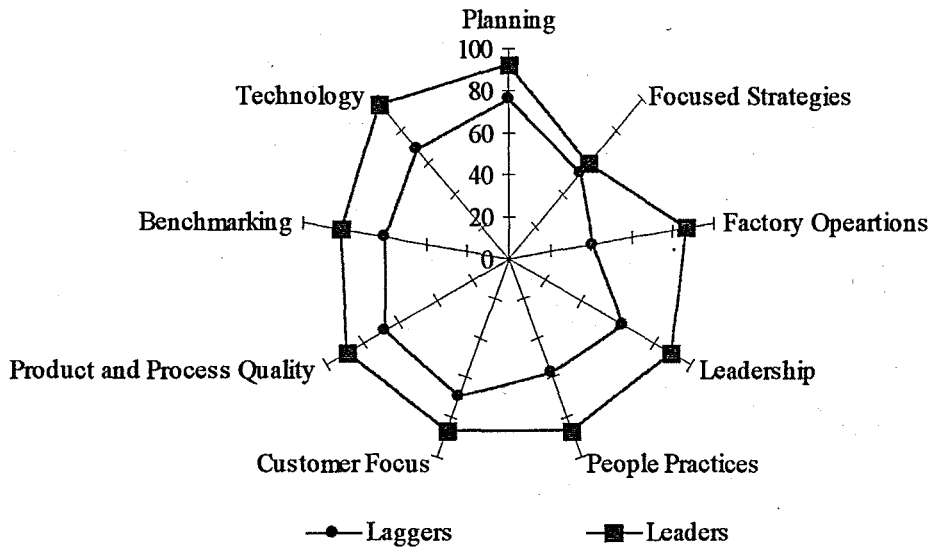 Planning
100
80
60
40
20
0
Technology
Focused Strategies
Benchmarking
Factory Opeartions
Product and Process Quality
Leadership
Customer Focus
People Practices
Laggers
Leaders